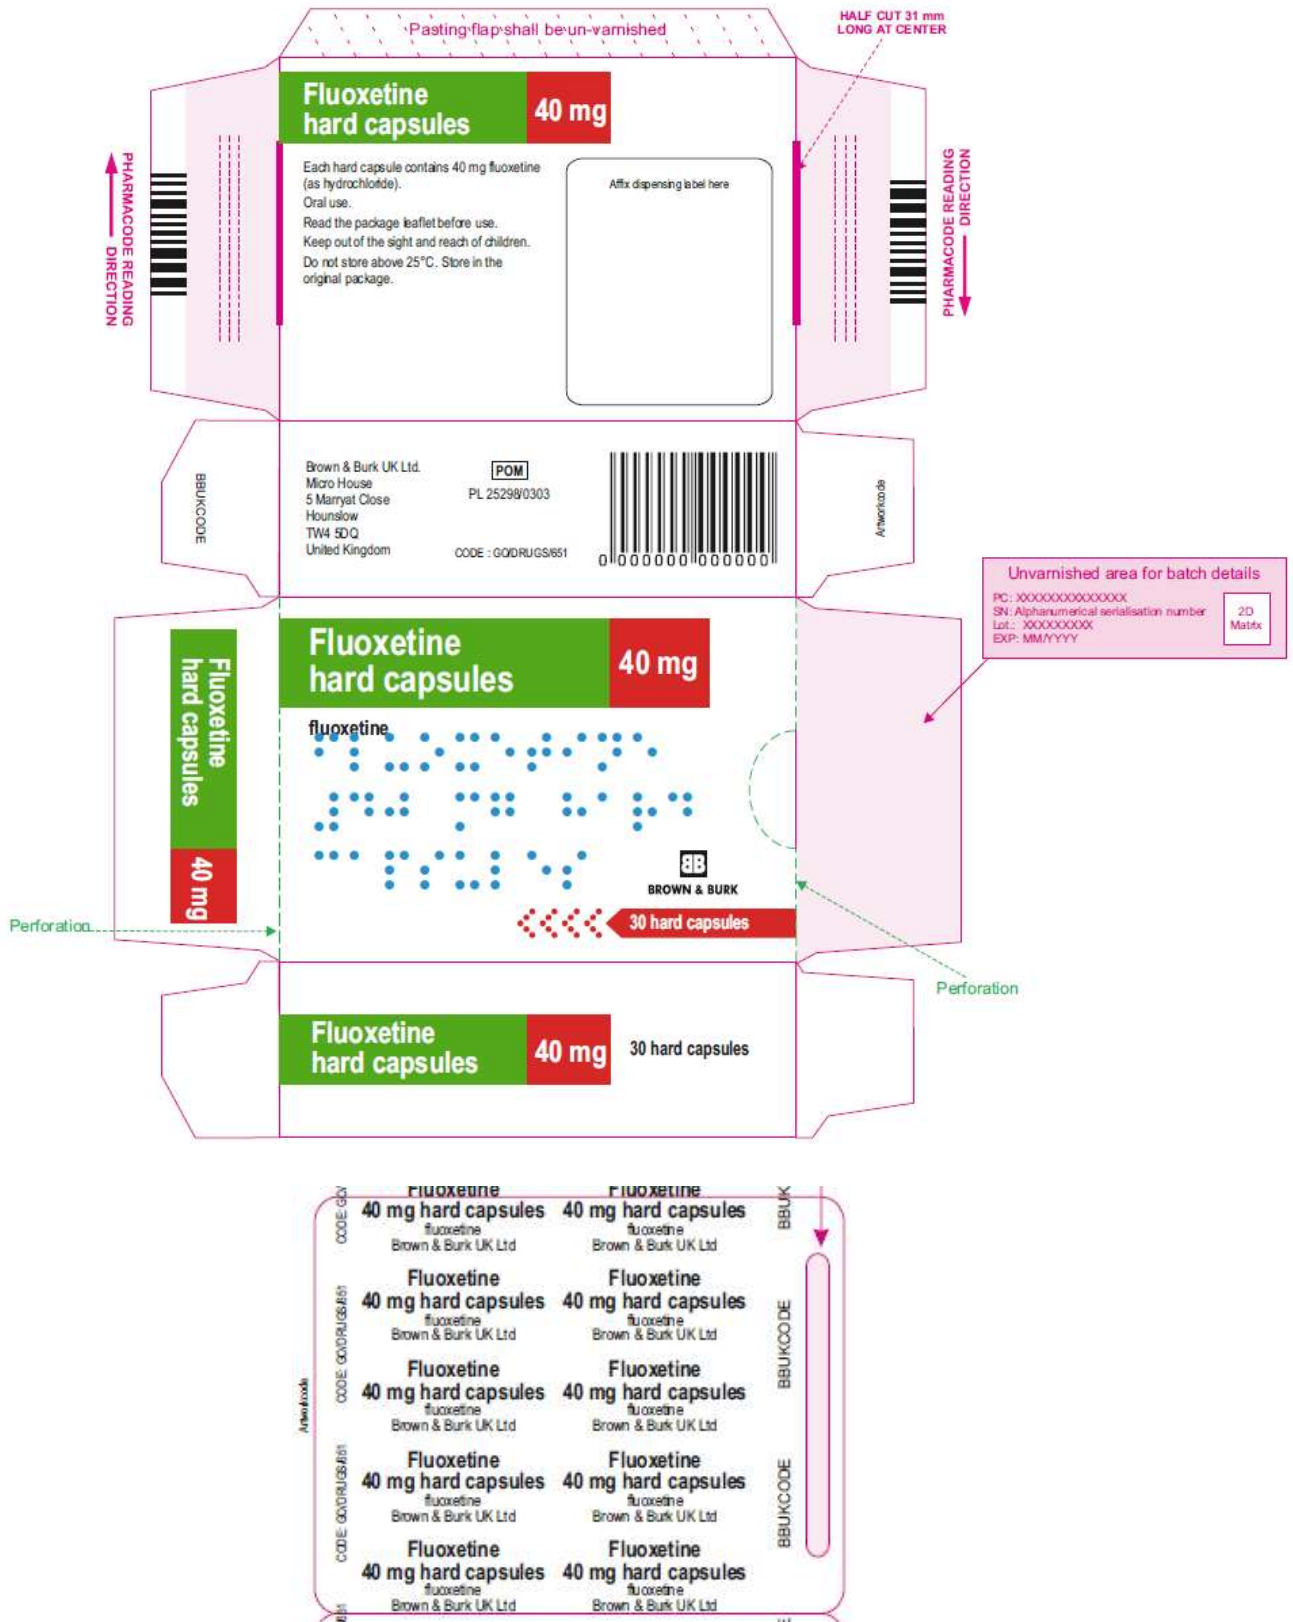 Pasting flap shall be un-varnished
HALF CUT 31 mm
LONG AT CENTER
Fluoxetine
hard capsules
40 mg
PHARMACODE READING
DIRECTION
Each hard capsule contains 40 mg fluoxetine
(as hydrochloride).
Oral use.
Read the package leaflet before use.
Keep out of the sight and reach of children.
Do not store above 25°C. Store in the
original package.
Affix dispensing label here
PHARMACODE READING
DIRECTION
BBUKCODE
Brown & Burk UK Ltd.
Micro House
5 Marryat Close
Hounslow
TW4 5DQ
United Kingdom
POM
PL 25298/0303
CODE : GO/DRUGS/651
0 000000 000000
Artworkcode
Unvarnished area for batch details
PC: XXXXXXXXXXXXXX
SN: Alphanumerical serialisation number
Lot.: XXXXXXXXX
EXP: MM/YYYY
2D
Matrix
Fluoxetine
hard capsules
40 mg
Fluoxetine
hard capsules
40 mg
fluoxetine
BB
BROWN & BURK
30 hard capsules
Perforation
Perforation
Fluoxetine
hard capsules
40 mg
30 hard capsules
CODE: GO/
Fluoxetine Fluoxetine
40 mg hard capsules 40 mg hard capsules
fluoxetine fluoxetine
Brown & Burk UK Ltd Brown & Burk UK Ltd
BBUK
CODE: GO/DRUGS/651
Fluoxetine Fluoxetine
40 mg hard capsules 40 mg hard capsules
fluoxetine fluoxetine
Brown & Burk UK Ltd Brown & Burk UK Ltd
BBUKCODE
Artworkcode
Fluoxetine Fluoxetine
40 mg hard capsules 40 mg hard capsules
fluoxetine fluoxetine
Brown & Burk UK Ltd Brown & Burk UK Ltd
CODE: GO/DRUGS/651
Fluoxetine Fluoxetine
40 mg hard capsules 40 mg hard capsules
fluoxetine fluoxetine
Brown & Burk UK Ltd Brown & Burk UK Ltd
BBUKCODE
Fluoxetine Fluoxetine
40 mg hard capsules 40 mg hard capsules
fluoxetine fluoxetine
Brown & Burk UK Ltd Brown & Burk UK Ltd
651